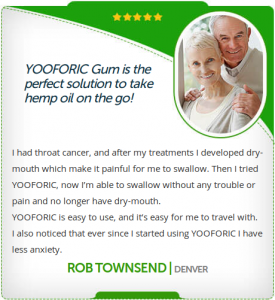 YOOFORIC Gum is the
perfect solution to take
hemp oil on the go!
I had throat cancer, and after my treatments I developed dry-
mouth which make it painful for me to swallow. Then I tried
YOOFORIC, now I'm able to swallow without any trouble or
pain and no longer have dry-mouth.
YOOFORIC is easy to use, and it's easy for me to travel with.
I also noticed that ever since I started using YOOFORIC I have
less anxiety.
ROB TOWNSEND | DENVER